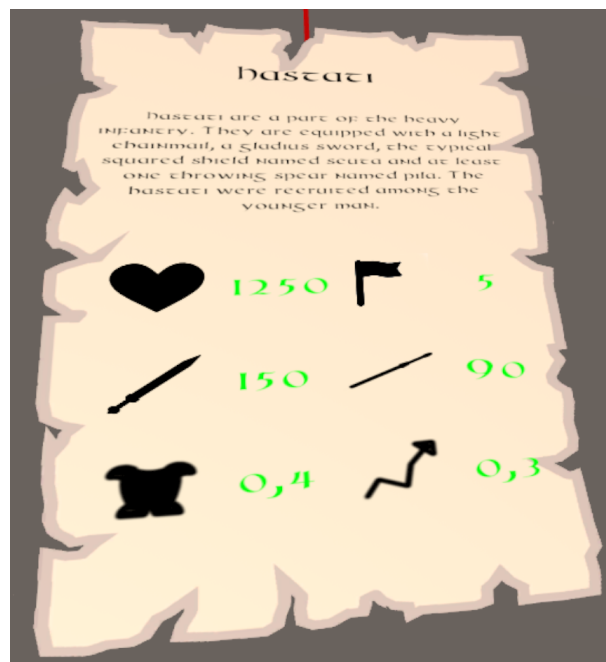 hastati
hastati are a part of the heavy
infantry. They are equipped with a light
chainmail, a gladius sword, the typical
squared shield named scuta and at least
one throwing spear named pila. The
hastati were recruited among the
younger man.
1250 5
150 90
0,4 0,3